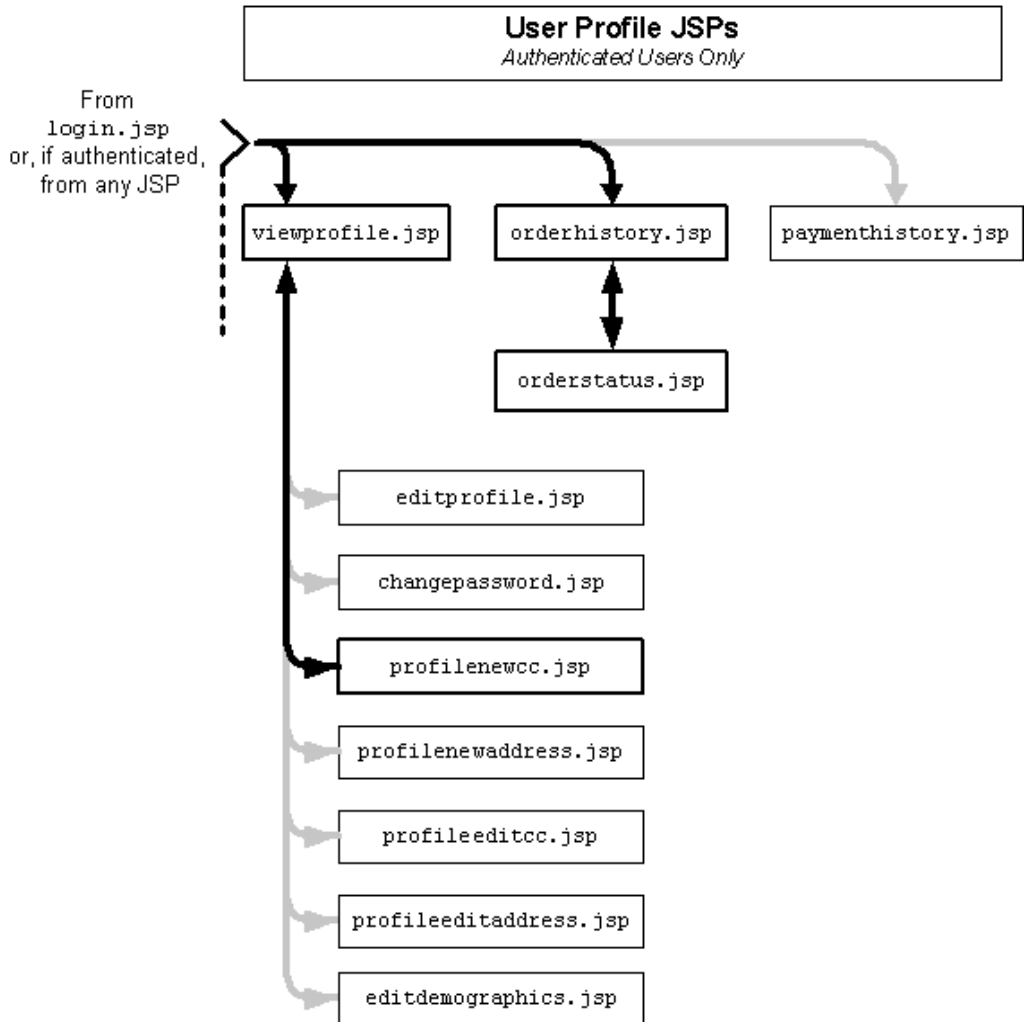 User Profile JSPs
Authenticated Users Only
From
login.jsp
or, if authenticated,
from any JSP
viewprofile.jsp
orderhistory.jsp
paymenthistory.jsp
orderstatus.jsp
editprofile.jsp
changepassword.jsp
profilenewcc.jsp
profilenewaddress.jsp
profileeditcc.jsp
profileeditaddress.jsp
editdemographics.jsp